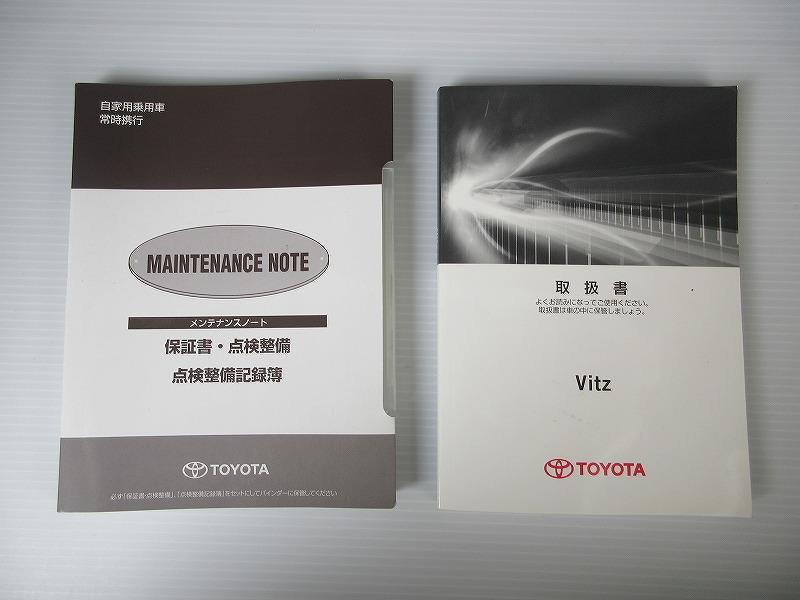 自家用乗用車
常時携行
MAINTENANCE NOTE
メンテナンスノート
保証書・点検整備
点検整備記録簿
TOYOTA
必ず「保証書・点検整備」、「点検整備記録簿」をセットにしてバインダーに保管してください
取扱書
よくお読みになってご使用ください。
取扱書は車の中に保管しましょう。
Vitz
TOYOTA